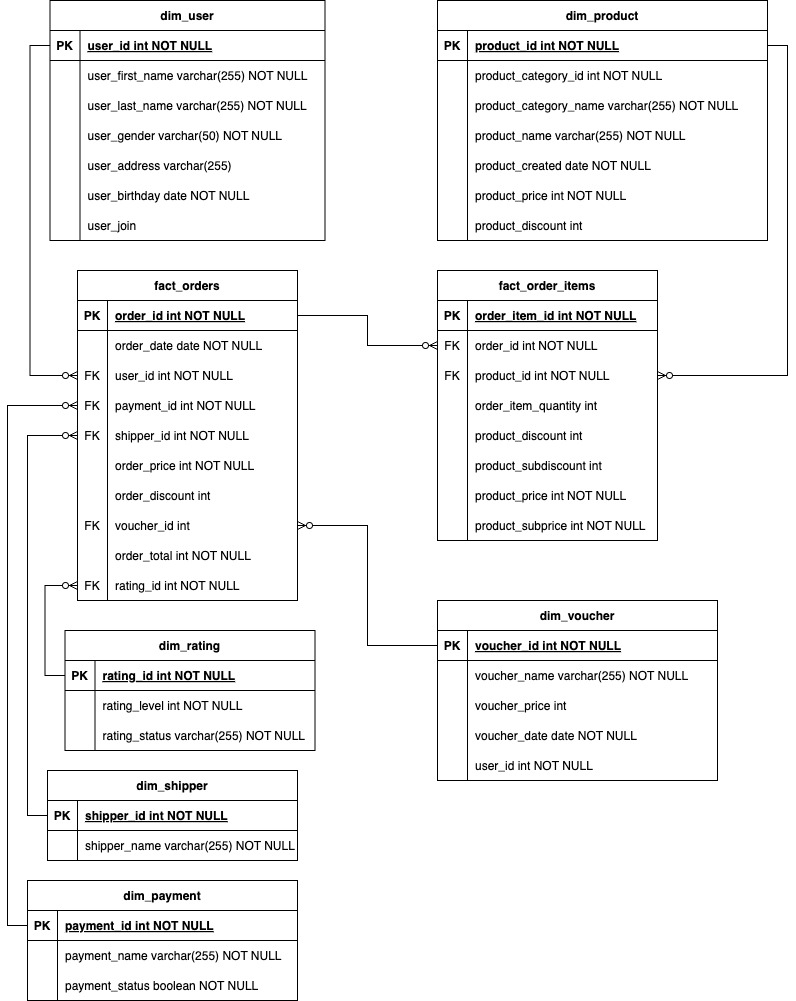 dim_user
PK user_id int NOT NULL
user_first_name varchar(255) NOT NULL
user_last_name varchar(255) NOT NULL
user_gender varchar(50) NOT NULL
user_address varchar(255)
user_birthday date NOT NULL
user_join
dim_product
PK product_id int NOT NULL
product_category_id int NOT NULL
product_category_name varchar(255) NOT NULL
product_name varchar(255) NOT NULL
product_created date NOT NULL
product_price int NOT NULL
product_discount int
fact_orders
PK order_id int NOT NULL
order_date date NOT NULL
FK user_id int NOT NULL
FK payment_id int NOT NULL
FK shipper_id int NOT NULL
order_price int NOT NULL
order_discount int
FK voucher_id int
order_total int NOT NULL
FK rating_id int NOT NULL
fact_order_items
PK order_item_id int NOT NULL
FK order_id int NOT NULL
FK product_id int NOT NULL
order_item_quantity int
product_discount int
product_subdiscount int
product_price int NOT NULL
product_subprice int NOT NULL
dim_rating
PK rating_id int NOT NULL
rating_level int NOT NULL
rating_status varchar(255) NOT NULL
dim_voucher
PK voucher_id int NOT NULL
voucher_name varchar(255) NOT NULL
voucher_price int
voucher_date date NOT NULL
user_id int NOT NULL
dim_shipper
PK shipper_id int NOT NULL
shipper_name varchar(255) NOT NULL
dim_payment
PK payment_id int NOT NULL
payment_name varchar(255) NOT NULL
payment_status boolean NOT NULL